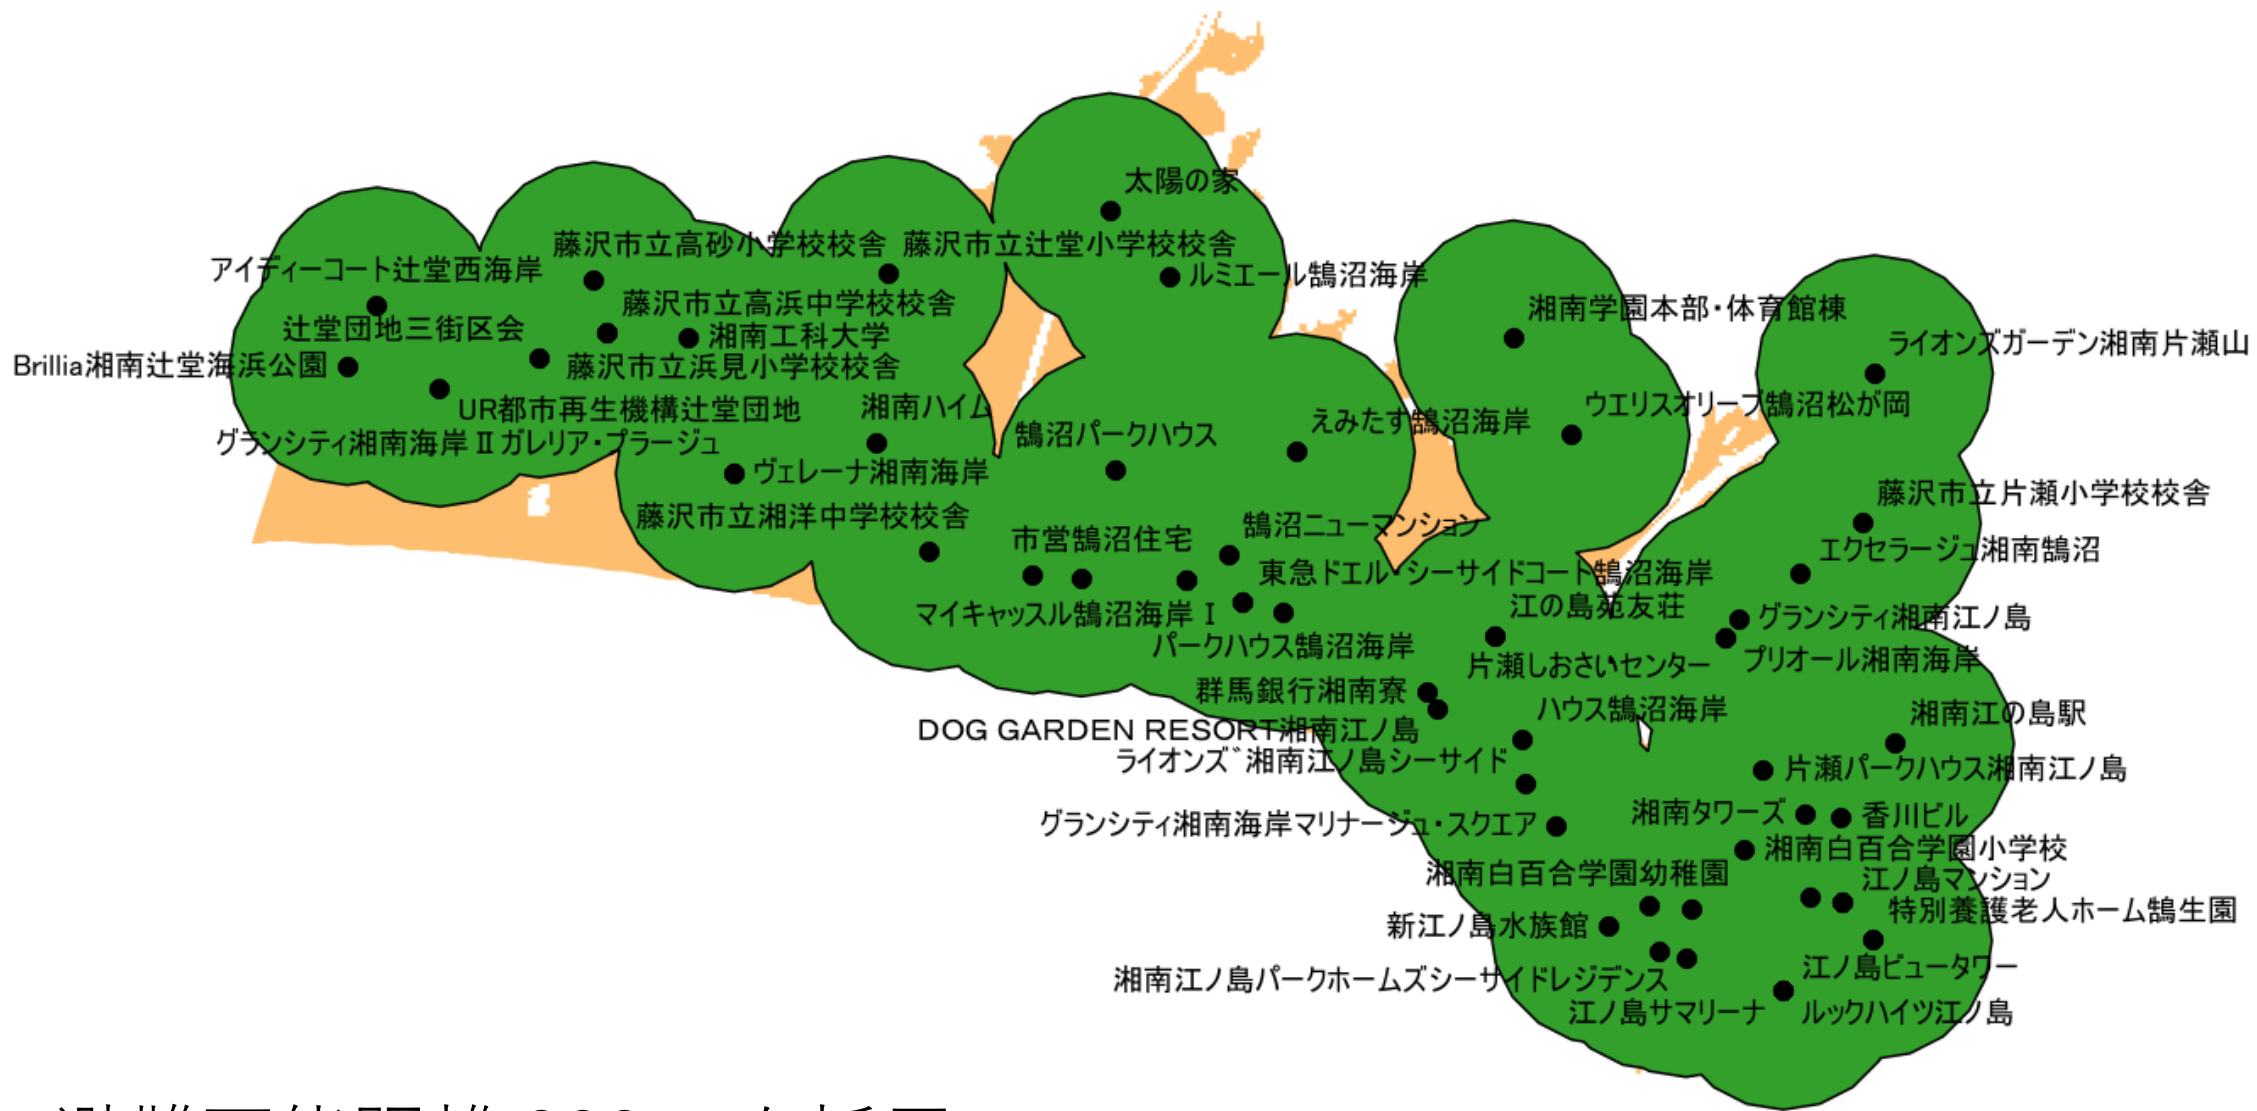 太陽の家
藤沢市立高砂小学校校舎
藤沢市立辻堂小学校校舎
アイディーコート辻堂西海岸
ルミエール鵠沼海岸
藤沢市立高浜中学校校舎
湘南学園本部・体育館棟
辻堂団地三街区会
湘南工科大学
ライオンズガーデン湘南片瀬山
Brillia湘南辻堂海浜公園
藤沢市立浜見小学校校舎
UR都市再生機構辻堂団地
湘南ハイム
ウエリスオリーブ鵠沼松が岡
えみたす鵠沼海岸
鵠沼パークハウス
グランシティ湘南海岸Ⅱガレリア・プラージュ
ヴェレーナ湘南海岸
藤沢市立片瀬小学校校舎
藤沢市立湘洋中学校校舎
鵠沼ニューマンション
市営鵠沼住宅
エクセラージュ湘南鵠沼
東急ドエル・シーサイドコート鵠沼海岸
江の島苑友荘
マイキャッスル鵠沼海岸Ⅰ
グランシティ湘南江ノ島
パークハウス鵠沼海岸
片瀬しおさいセンター
プリオール湘南海岸
群馬銀行湘南寮
ハウス鵠沼海岸
湘南江の島駅
DOG GARDEN RESORT湘南江ノ島
ライオンズ゛湘南江ノ島シーサイド
片瀬パークハウス湘南江ノ島
湘南タワーズ
香川ビル
グランシティ湘南海岸マリナージュ・スクエア
湘南白百合学園小学校
湘南白百合学園幼稚園
江ノ島マンション
特別養護老人ホーム鵠生園
新江ノ島水族館
江ノ島ビュータワー
湘南江ノ島パークホームズシーサイドレジデンス
江ノ島サマリーナ
ルックハイツ江ノ島